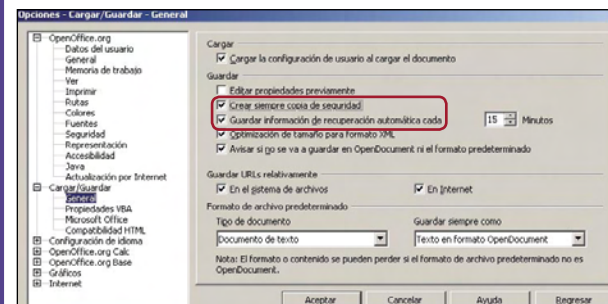 Opciones - Cargar/Guardar - General
OpenOffice.org
Datos del usuario
General
Memoria de trabajo
Ver
Imprimir
Rutas
Colores
Fuentes
Seguridad
Representación
Accesibilidad
Java
Actualización por Internet
Cargar/Guardar
General
Propiedades VBA
Microsoft Office
Compatibilidad HTML
Configuración de idioma
OpenOffice.org Calc
OpenOffice.org Base
Gráficos
Internet
Cargar
Cargar la configuración de usuario al cargar el documento
Guardar
Editar propiedades previamente
Crear siempre copia de seguridad
Guardar información de recuperación automática cada 15 Minutos
Optimización de tamaño para formato XML
Avisar si no se va a guardar en OpenDocument ni el formato predeterminado
Guardar URLs relativamente
En el sistema de archivos En Internet
Formato de archivo predeterminado
Tipo de documento Guardar siempre como
Documento de texto Texto en formato OpenDocument
Nota: El formato o contenido se pueden perder si el formato de archivo predeterminado no es
OpenDocument.
Aceptar Cancelar Ayuda Regresar